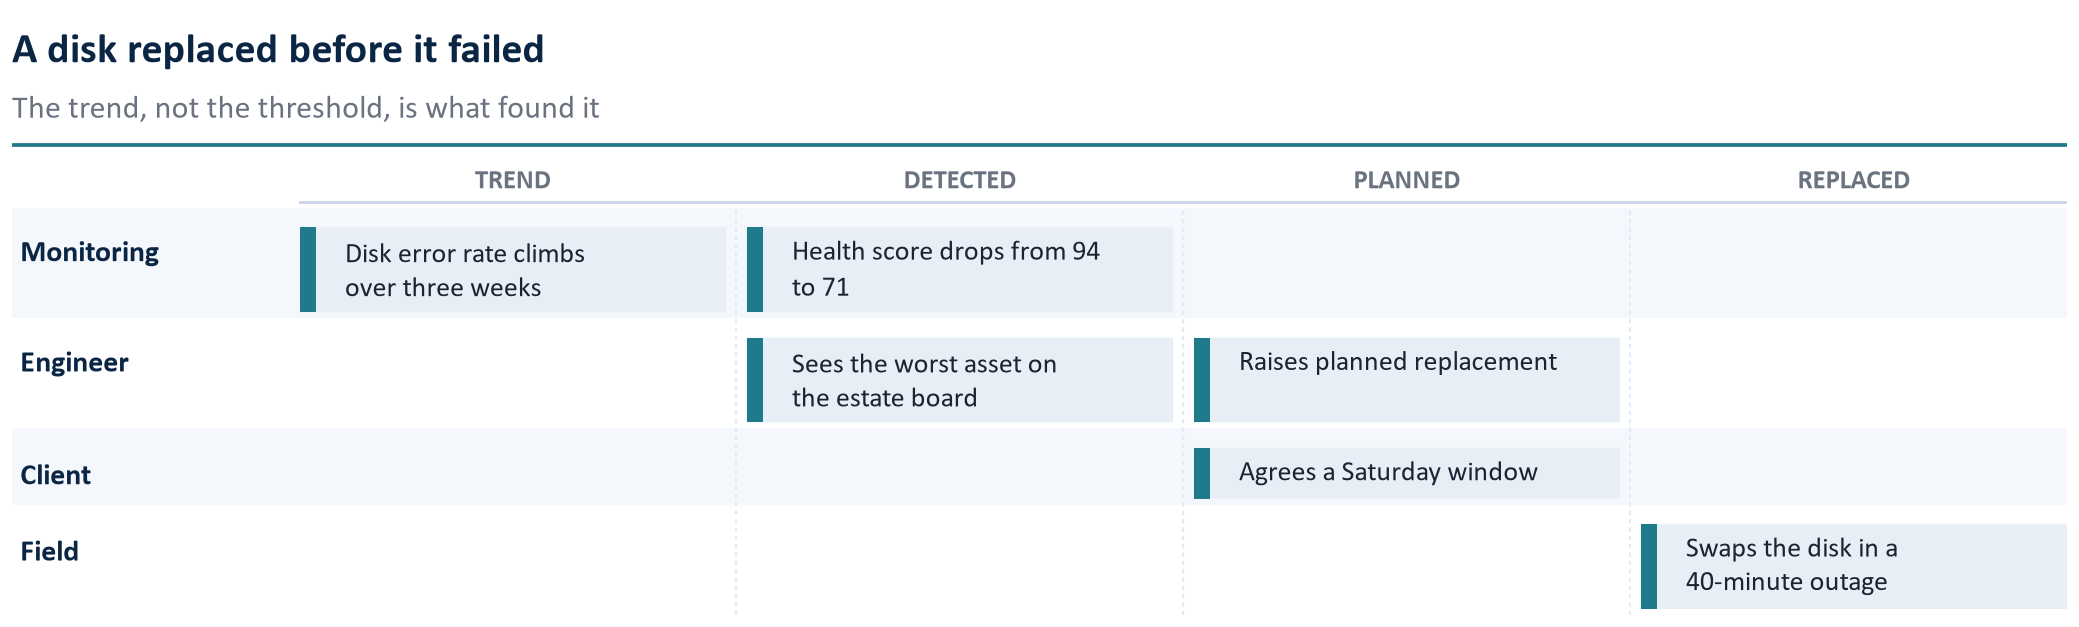 A disk replaced before it failed
The trend, not the threshold, is what found it
TREND
DETECTED
PLANNED
REPLACED
Monitoring
Disk error rate climbs
over three weeks
Health score drops from 94
to 71
Engineer
Sees the worst asset on
the estate board
Raises planned replacement
Client
Agrees a Saturday window
Field
Swaps the disk in a
40-minute outage